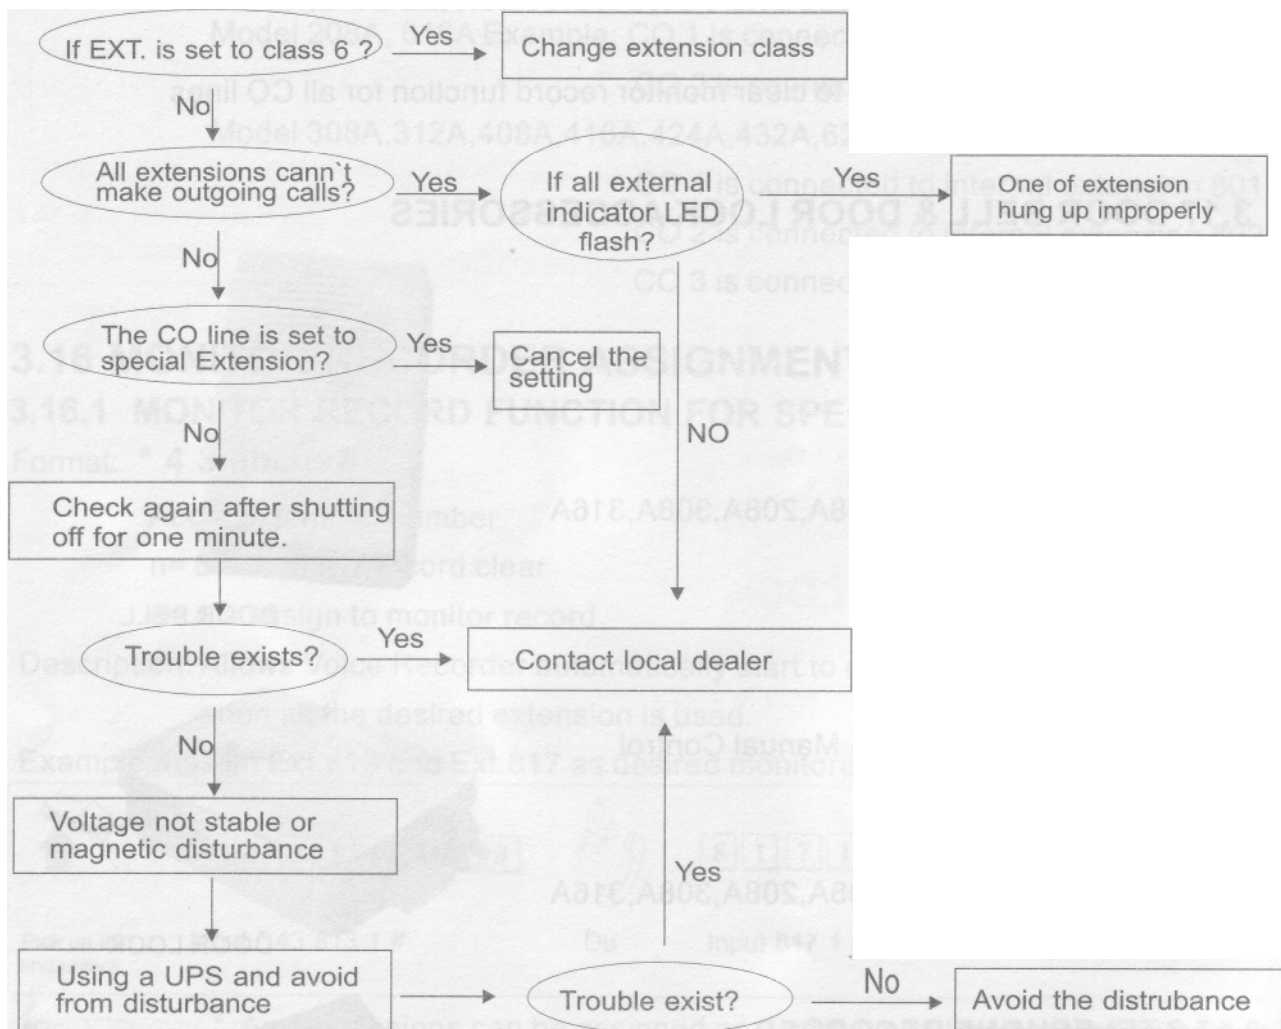 If EXT. is set to class 6 ?
Yes
Change extension class
No
All extensions cann`t
make outgoing calls?
Yes
If all external
indicator LED
flash?
Yes
One of extension
hung up improperly
No
The CO line is set to
special Extension?
Yes
Cancel the
setting
NO
No
Check again after shutting
off for one minute.
Trouble exists?
Yes
Contact local dealer
No
Voltage not stable or
magnetic disturbance
Yes
Using a UPS and avoid
from disturbance
Trouble exist?
No
Avoid the distrubance